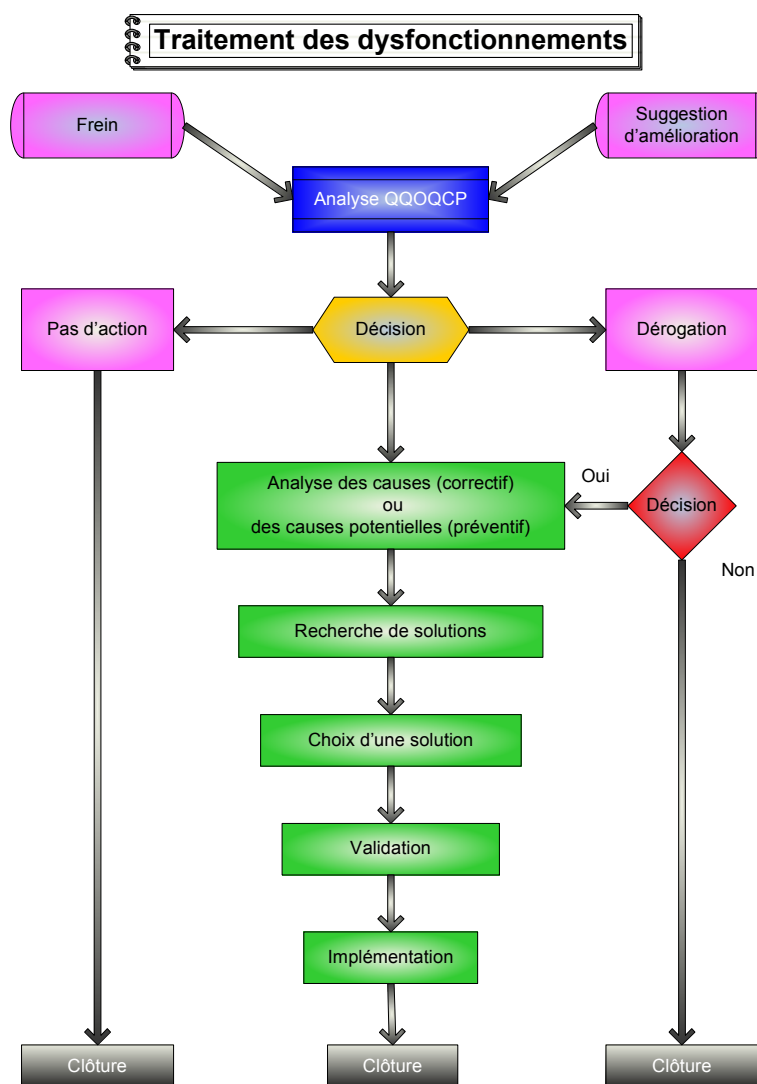 Traitement des dysfonctionnements
Frein
Suggestion
d'amélioration
Analyse QQOQCP
Pas d'action
Décision
Dérogation
Analyse des causes (correctif)
ou
des causes potentielles (préventif)
Oui
Décision
Non
Recherche de solutions
Choix d'une solution
Validation
Implémentation
Clôture
Clôture
Clôture